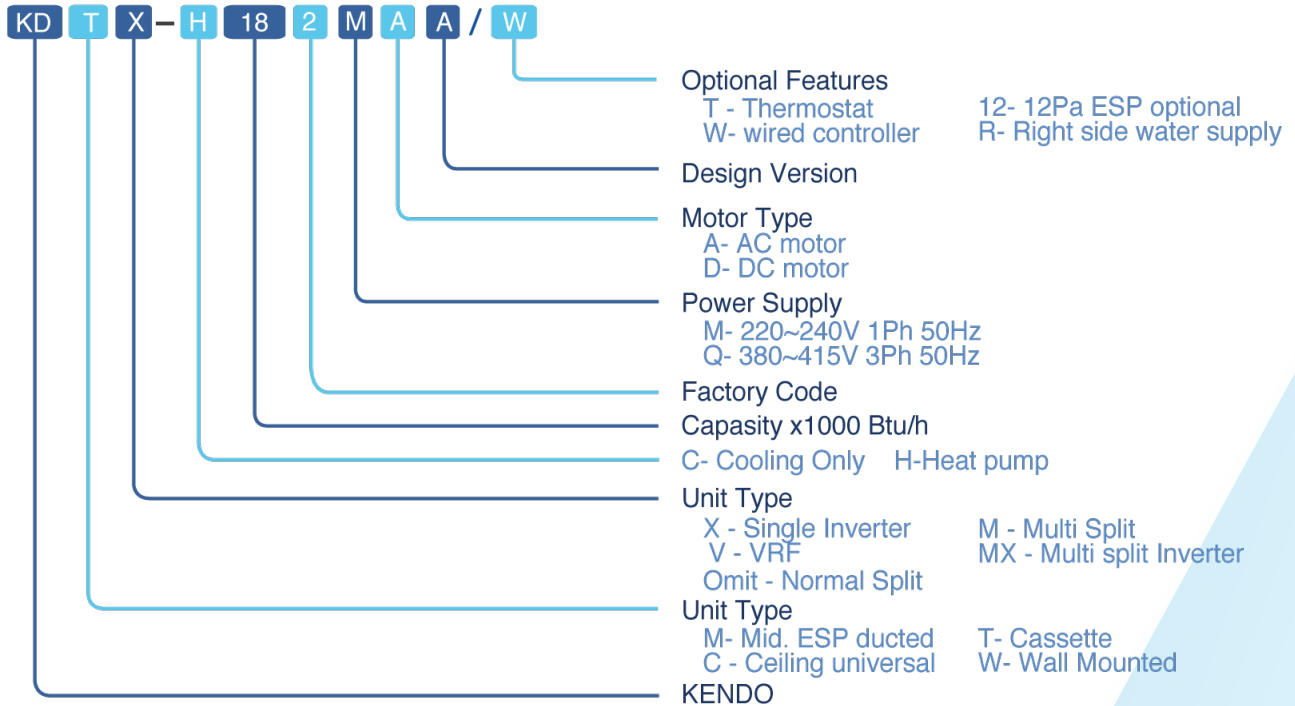 KD T X-H 18 2 M A A / W
Optional Features
T - Thermostat 12- 12Pa ESP optional
W- wired controller R- Right side water supply
Design Version
Motor Type
A- AC motor
D- DC motor
Power Supply
M- 220~240V 1Ph 50Hz
Q- 380~415V 3Ph 50Hz
Factory Code
Capasity x1000 Btu/h
C- Cooling Only H-Heat pump
Unit Type
X - Single Inverter M - Multi Split
V - VRF MX - Multi split Inverter
Omit - Normal Split
Unit Type
M- Mid. ESP ducted T- Cassette
C - Ceiling universal W- Wall Mounted
KENDO